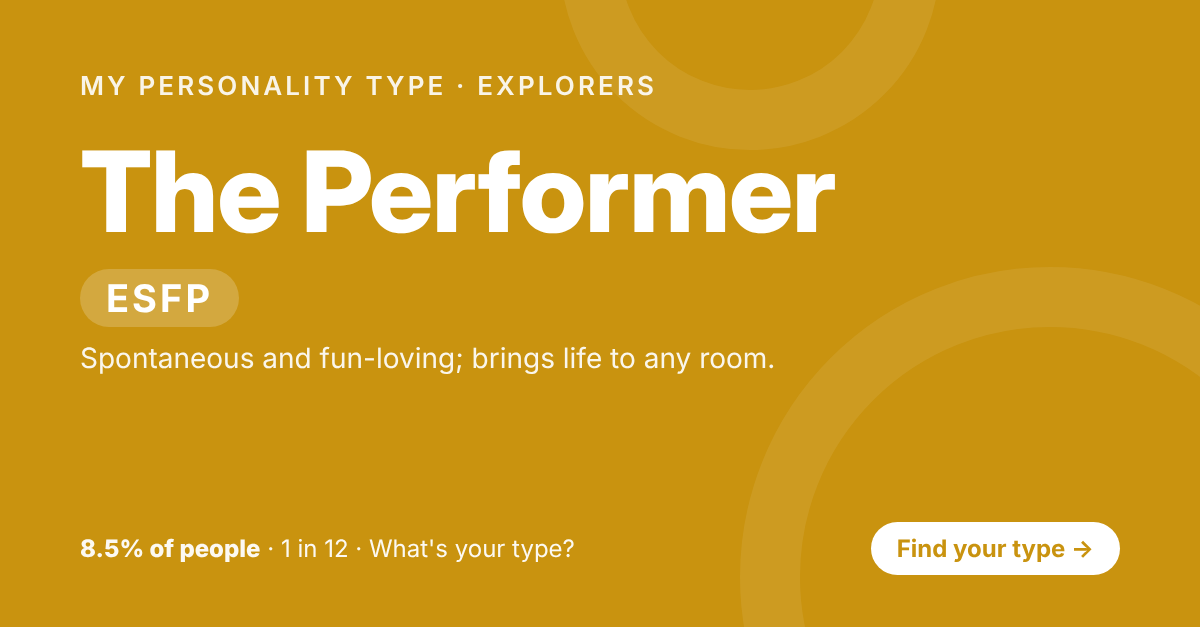 MY PERSONALITY TYPE · EXPLORERS
The Performer
ESFP
Spontaneous and fun-loving; brings life to any room.
8.5% of people · 1 in 12 · What's your type?
Find your type →